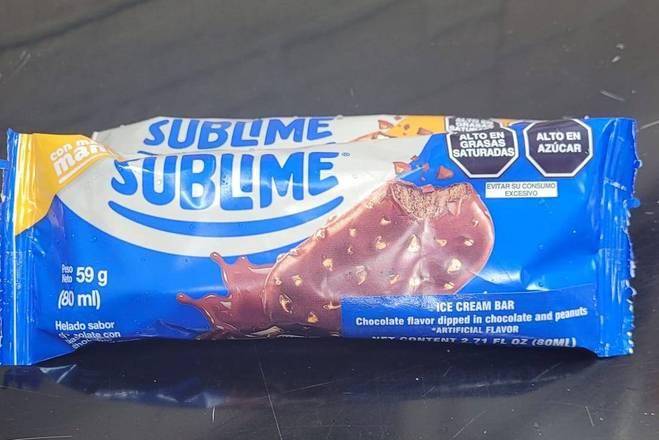 SUBLIME
ALTO EN
GRASAS
SATURADAS
ALTO EN
AZÚCAR
EVITAR SU CONSUMO
EXCESIVO
con más
SUBLIME®
Peso
Neto 59 g
(80 ml)
Helado sabor
ICE CREAM BAR
Chocolate flavor dipped in chocolate and peanuts
*ARTIFICIAL FLAVOR
NET CONTENT 2.71 FL OZ (80ML)